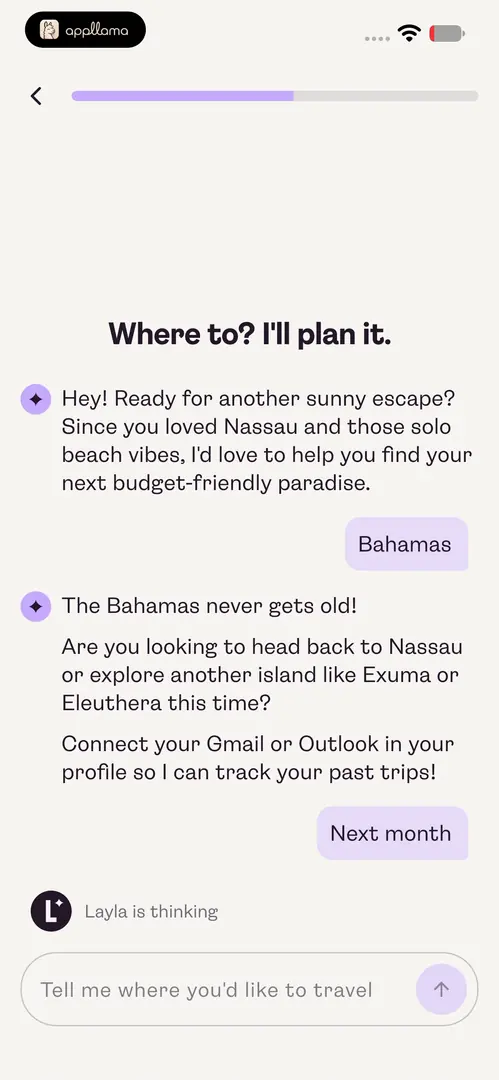 appllama
Where to? I'll plan it.
Hey! Ready for another sunny escape?
Since you loved Nassau and those solo
beach vibes, I'd love to help you find your
next budget-friendly paradise.
Bahamas
The Bahamas never gets old!
Are you looking to head back to Nassau
or explore another island like Exuma or
Eleuthera this time?
Connect your Gmail or Outlook in your
profile so I can track your past trips!
Next month
L
Layla is thinking
Tell me where you'd like to travel